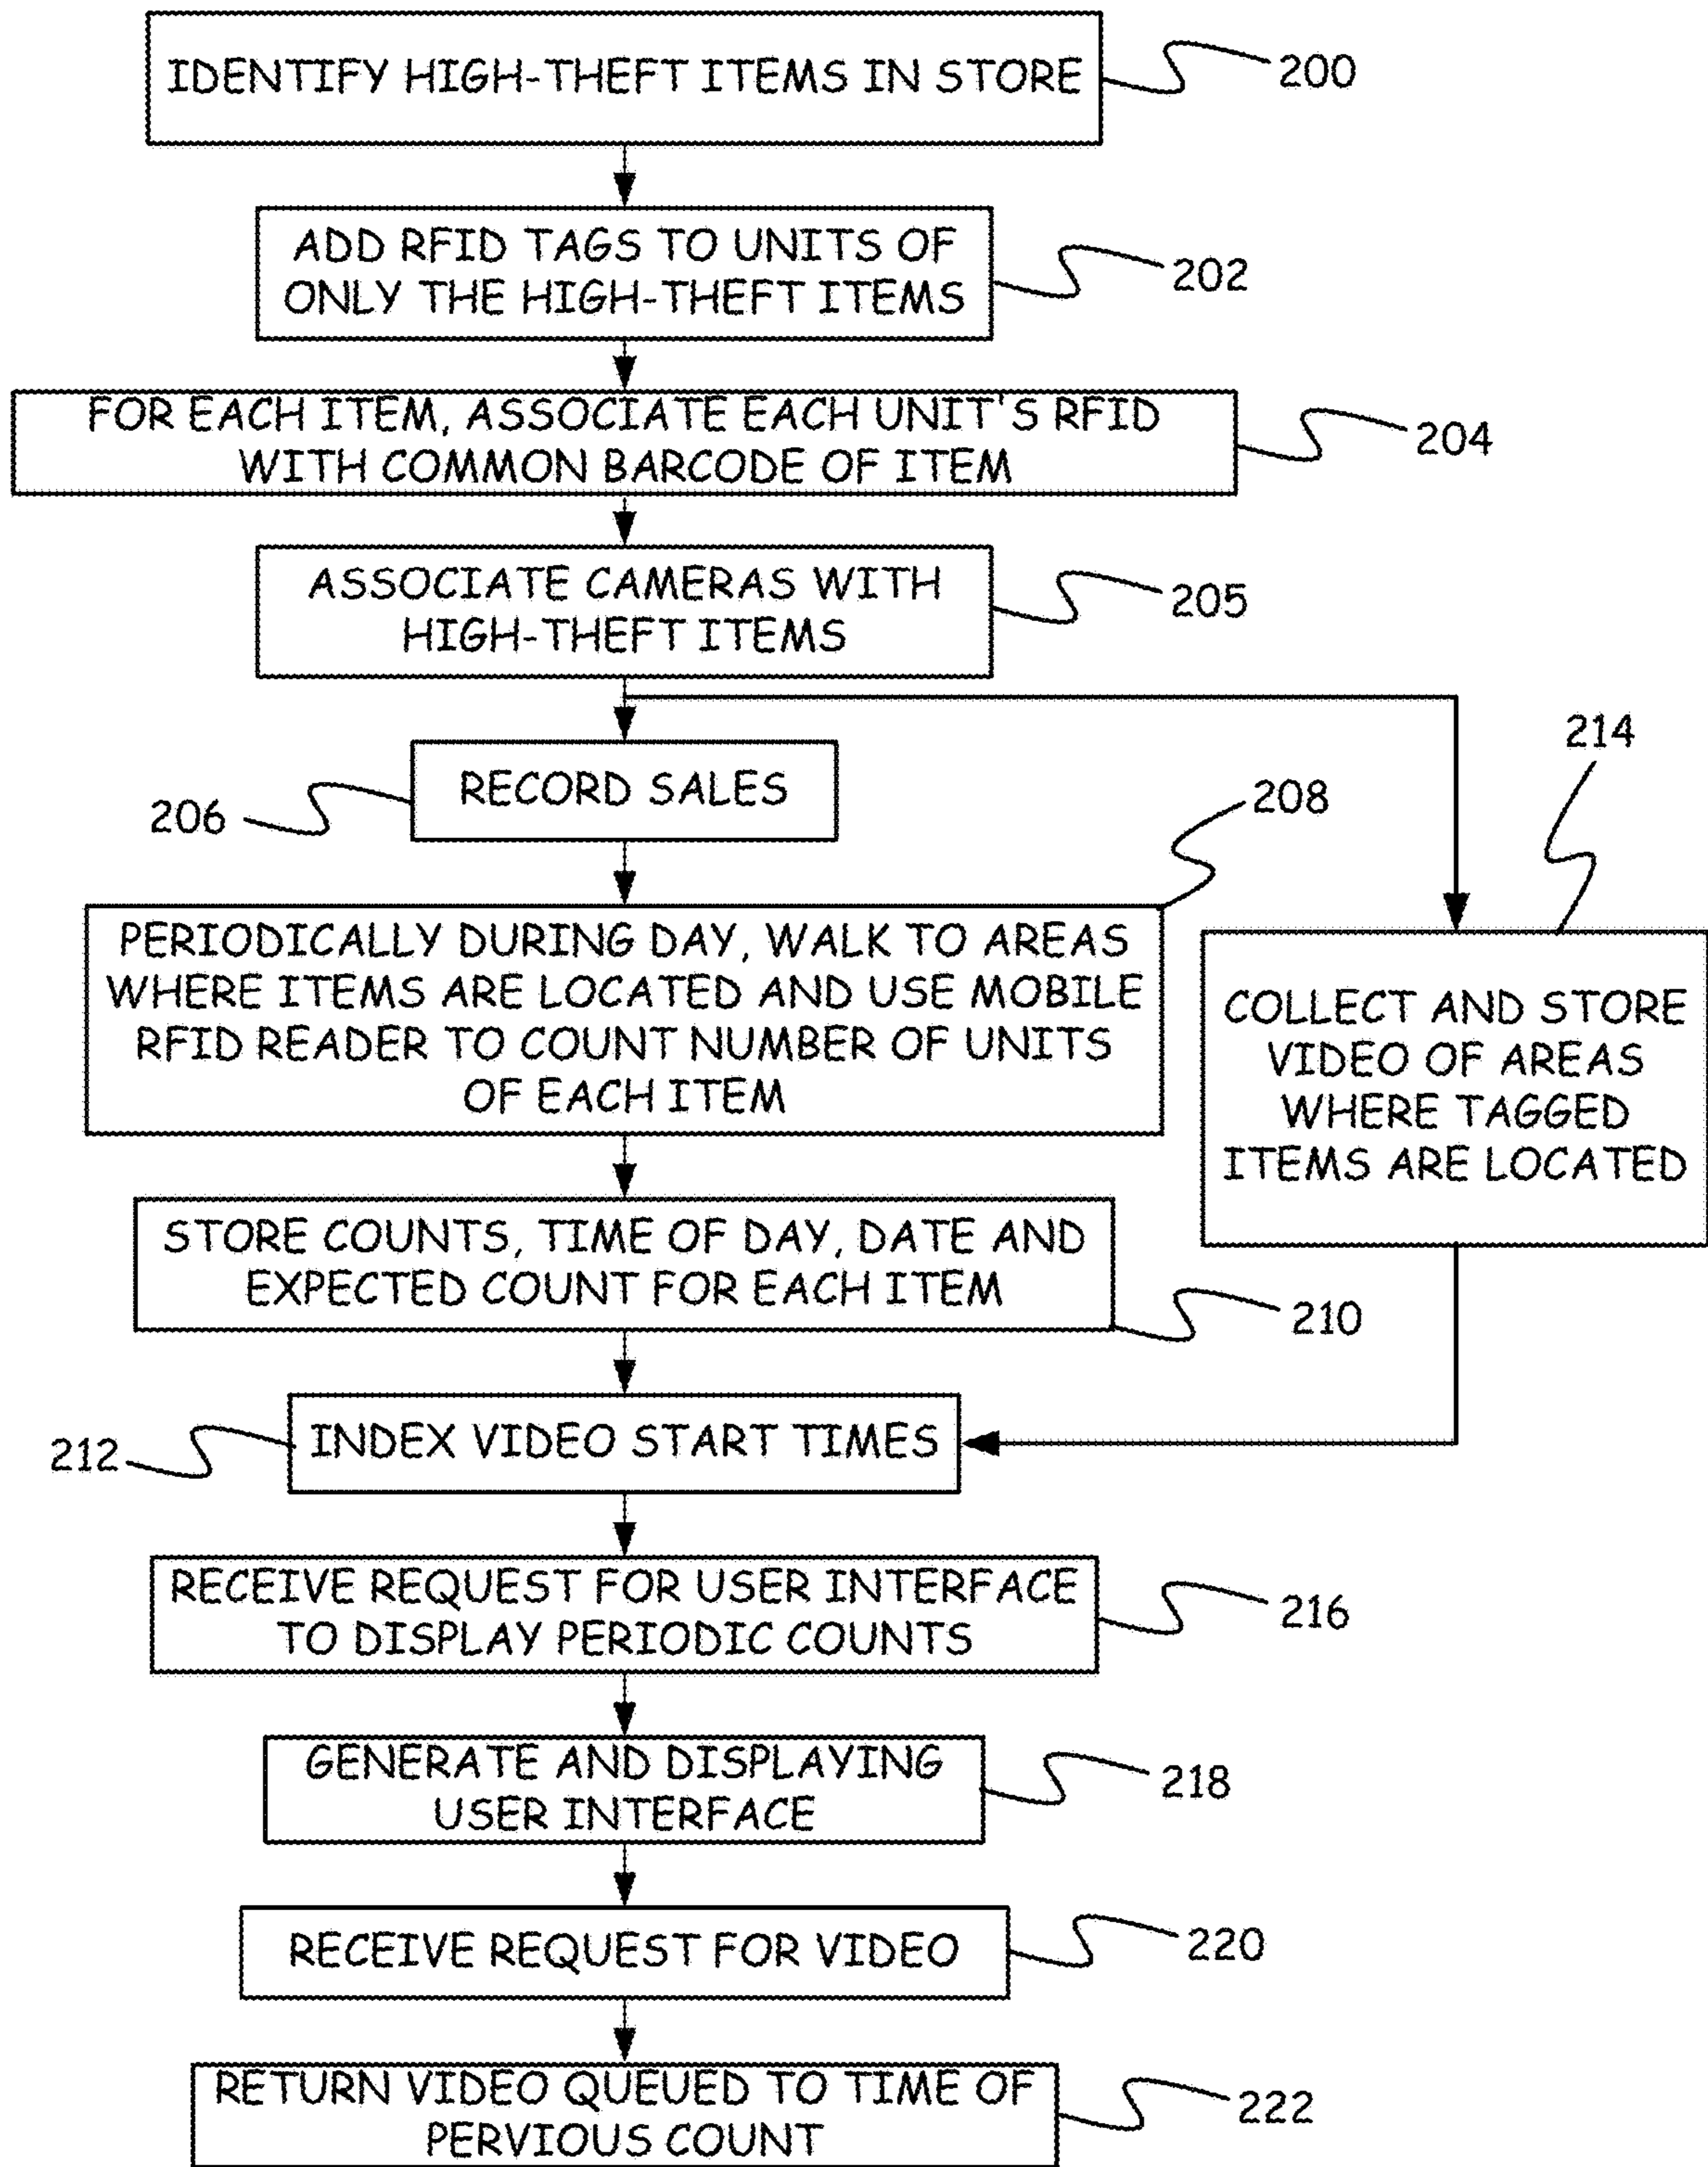 IDENTIFY HIGH-THEFT ITEMS IN STORE
200
ADD RFID TAGS TO UNITS OF
ONLY THE HIGH-THEFT ITEMS
202
FOR EACH ITEM, ASSOCIATE EACH UNIT'S RFID
WITH COMMON BARCODE OF ITEM
204
ASSOCIATE CAMERAS WITH
HIGH-THEFT ITEMS
205
RECORD SALES
206
214
208
PERIODICALLY DURING DAY, WALK TO AREAS
WHERE ITEMS ARE LOCATED AND USE MOBILE
RFID READER TO COUNT NUMBER OF UNITS
OF EACH ITEM
COLLECT AND STORE
VIDEO OF AREAS
WHERE TAGGED
ITEMS ARE LOCATED
STORE COUNTS, TIME OF DAY, DATE AND
EXPECTED COUNT FOR EACH ITEM
210
INDEX VIDEO START TIMES
212
RECEIVE REQUEST FOR USER INTERFACE
TO DISPLAY PERIODIC COUNTS
216
GENERATE AND DISPLAYING
USER INTERFACE
218
RECEIVE REQUEST FOR VIDEO
220
RETURN VIDEO QUEUED TO TIME OF
PERVIOUS COUNT
222